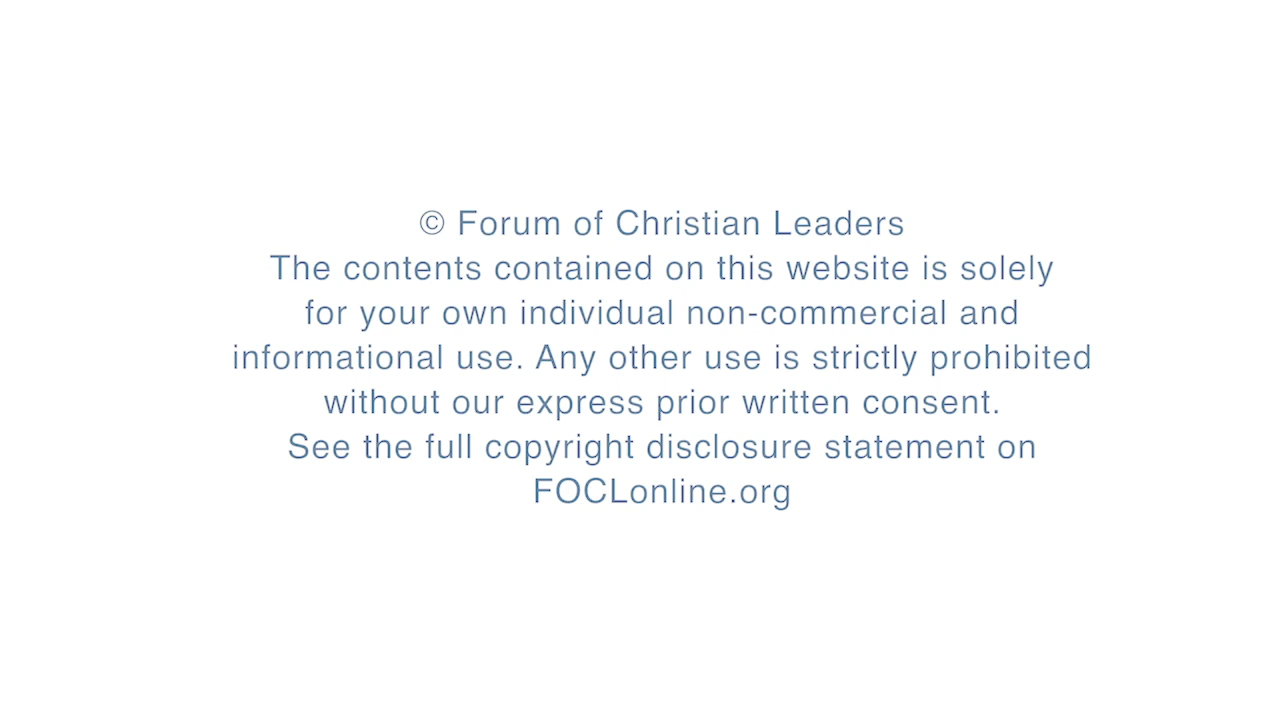 © Forum of Christian Leaders
The contents contained on this website is solely
for your own individual non-commercial and
informational use. Any other use is strictly prohibited
without our express prior written consent.
See the full copyright disclosure statement on
FOCLonline.org